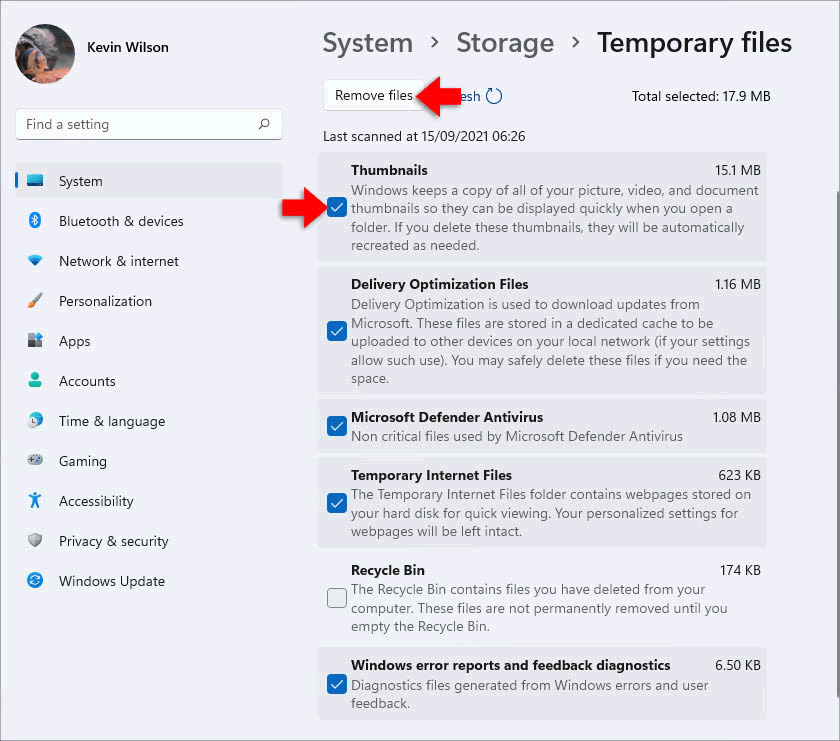 Kevin Wilson
Find a setting
System
Bluetooth & devices
Network & internet
Personalization
Apps
Accounts
Time & language
Gaming
Accessibility
Privacy & security
Windows Update
System > Storage > Temporary files
Remove files
esh
Total selected: 17.9 MB
Last scanned at 15/09/2021 06:26
Thumbnails 15.1 MB
Windows keeps a copy of all of your picture, video, and document
thumbnails so they can be displayed quickly when you open a
folder. If you delete these thumbnails, they will be automatically
recreated as needed.
Delivery Optimization Files 1.16 MB
Delivery Optimization is used to download updates from
Microsoft. These files are stored in a dedicated cache to be
uploaded to other devices on your local network (if your settings
allow such use). You may safely delete these files if you need the
space.
Microsoft Defender Antivirus 1.08 MB
Non critical files used by Microsoft Defender Antivirus
Temporary Internet Files 623 KB
The Temporary Internet Files folder contains webpages stored on
your hard disk for quick viewing. Your personalized settings for
webpages will be left intact.
Recycle Bin 174 KB
The Recycle Bin contains files you have deleted from your
computer. These files are not permanently removed until you
empty the Recycle Bin.
Windows error reports and feedback diagnostics 6.50 KB
Diagnostics files generated from Windows errors and user
feedback.